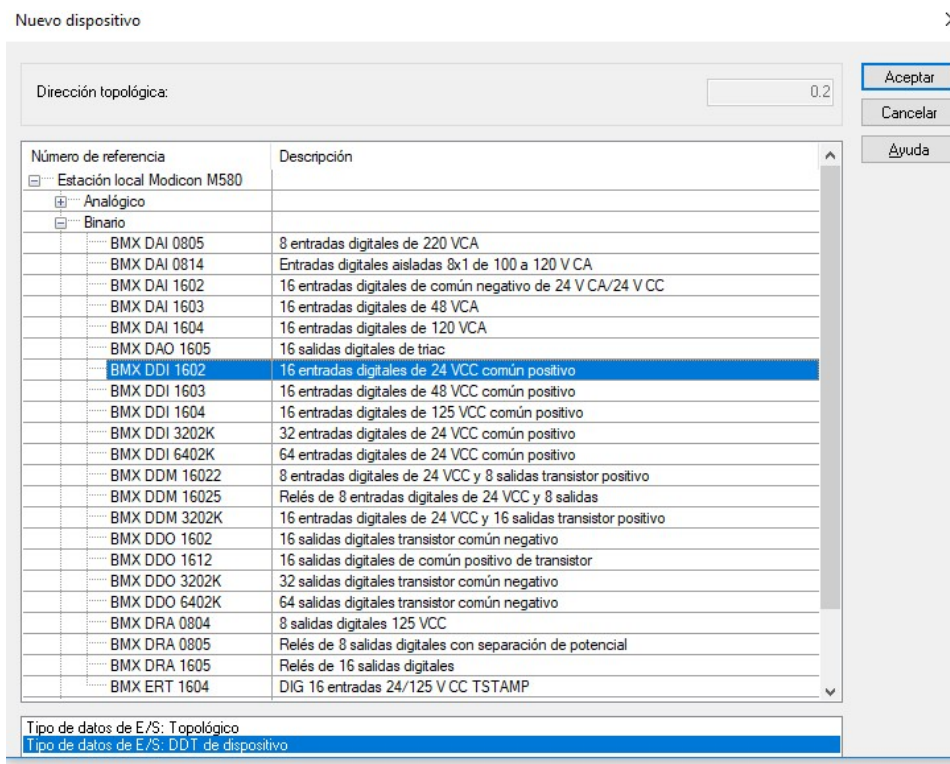 Nuevo dispositivo
Dirección topológica: 0.2
Aceptar
Cancelar
Ayuda
Número de referencia Descripción
Estación local Modicon M580
Analógico
Binario
BMX DAI 0805 8 entradas digitales de 220 VCA
BMX DAI 0814 Entradas digitales aisladas 8x1 de 100 a 120 V CA
BMX DAI 1602 16 entradas digitales de común negativo de 24 V CA/24 V CC
BMX DAI 1603 16 entradas digitales de 48 VCA
BMX DAI 1604 16 entradas digitales de 120 VCA
BMX DAO 1605 16 salidas digitales de triac
BMX DDI 1602 16 entradas digitales de 24 VCC común positivo
BMX DDI 1603 16 entradas digitales de 48 VCC común positivo
BMX DDI 1604 16 entradas digitales de 125 VCC común positivo
BMX DDI 3202K 32 entradas digitales de 24 VCC común positivo
BMX DDI 6402K 64 entradas digitales de 24 VCC común positivo
BMX DDM 16022 8 entradas digitales de 24 VCC y 8 salidas transistor positivo
BMX DDM 16025 Relés de 8 entradas digitales de 24 VCC y 8 salidas
BMX DDM 3202K 16 entradas digitales de 24 VCC y 16 salidas transistor positivo
BMX DDO 1602 16 salidas digitales transistor común negativo
BMX DDO 1612 16 salidas digitales de común positivo de transistor
BMX DDO 3202K 32 salidas digitales transistor común negativo
BMX DDO 6402K 64 salidas digitales transistor común negativo
BMX DRA 0804 8 salidas digitales 125 VCC
BMX DRA 0805 Relés de 8 salidas digitales con separación de potencial
BMX DRA 1605 Relés de 16 salidas digitales
BMX ERT 1604 DIG 16 entradas 24/125 V CC TSTAMP
Tipo de datos de E/S: Topológico
Tipo de datos de E/S: DDT de dispositivo